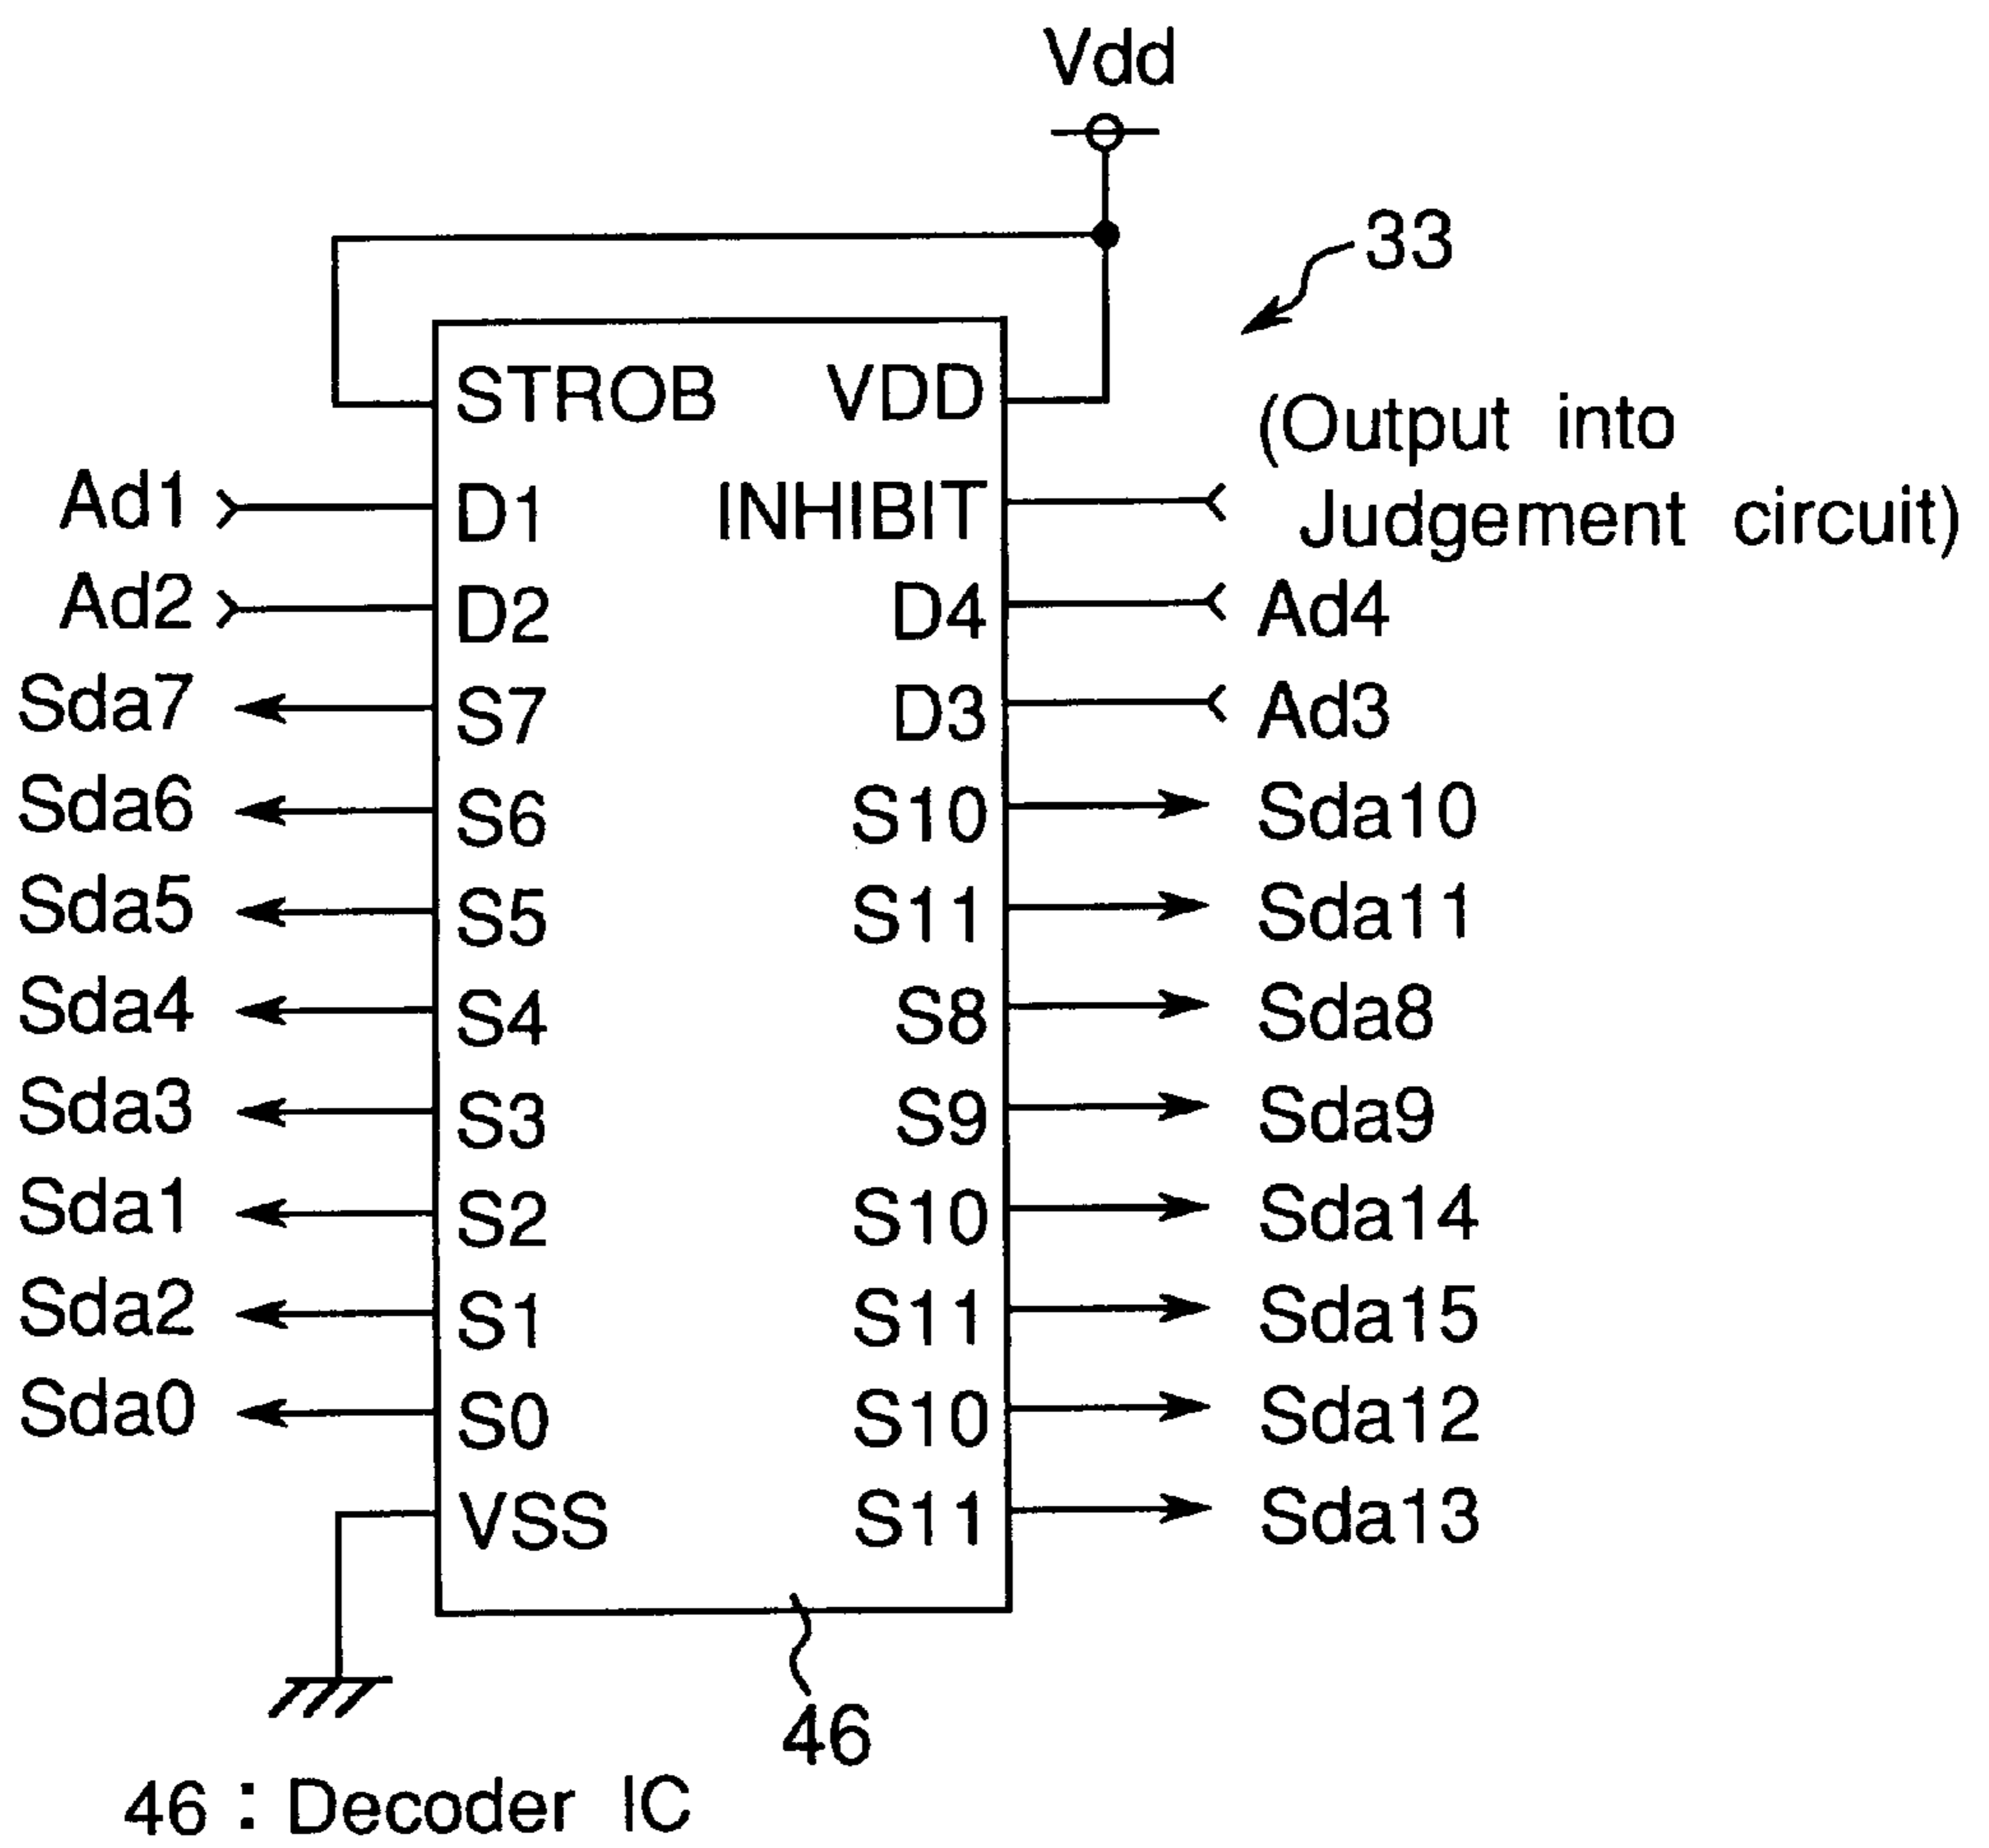 Vdd
33
STROB VDD
(Output into
Ad1 D1 INHIBIT Judgement circuit)
Ad2 D2 D4 Ad4
Sda7 S7 D3 Ad3
Sda6 S6 S10 Sda10
Sda5 S5 S11 Sda11
Sda4 S4 S8 Sda8
Sda3 S3 S9 Sda9
Sda1 S2 S10 Sda14
Sda2 S1 S11 Sda15
Sda0 S0 S10 Sda12
VSS S11 Sda13
46
46 : Decoder IC